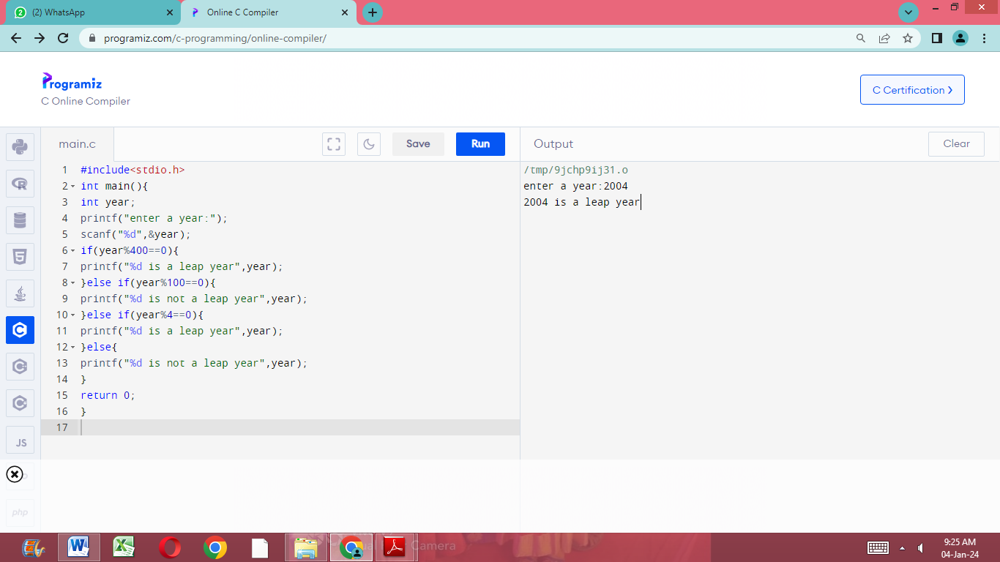 (2) WhatsApp
Online C Compiler
programiz.com/c-programming/online-compiler/
Programiz
C Online Compiler
C Certification
main.c
Save
Run
Output
Clear
1 #include<stdio.h>
2 int main(){
3 int year;
4 printf("enter a year:");
5 scanf("%d",&year);
6 if(year%400==0){
7 printf("%d is a leap year",year);
8 }else if(year%100==0){
9 printf("%d is not a leap year",year);
10 }else if(year%4==0){
11 printf("%d is a leap year",year);
12 }else{
13 printf("%d is not a leap year",year);
14 }
15 return 0;
16 }
17
/tmp/9jchp9ij31.o
enter a year:2004
2004 is a leap year
JS
php
Camera
9:25 AM
04-Jan-24